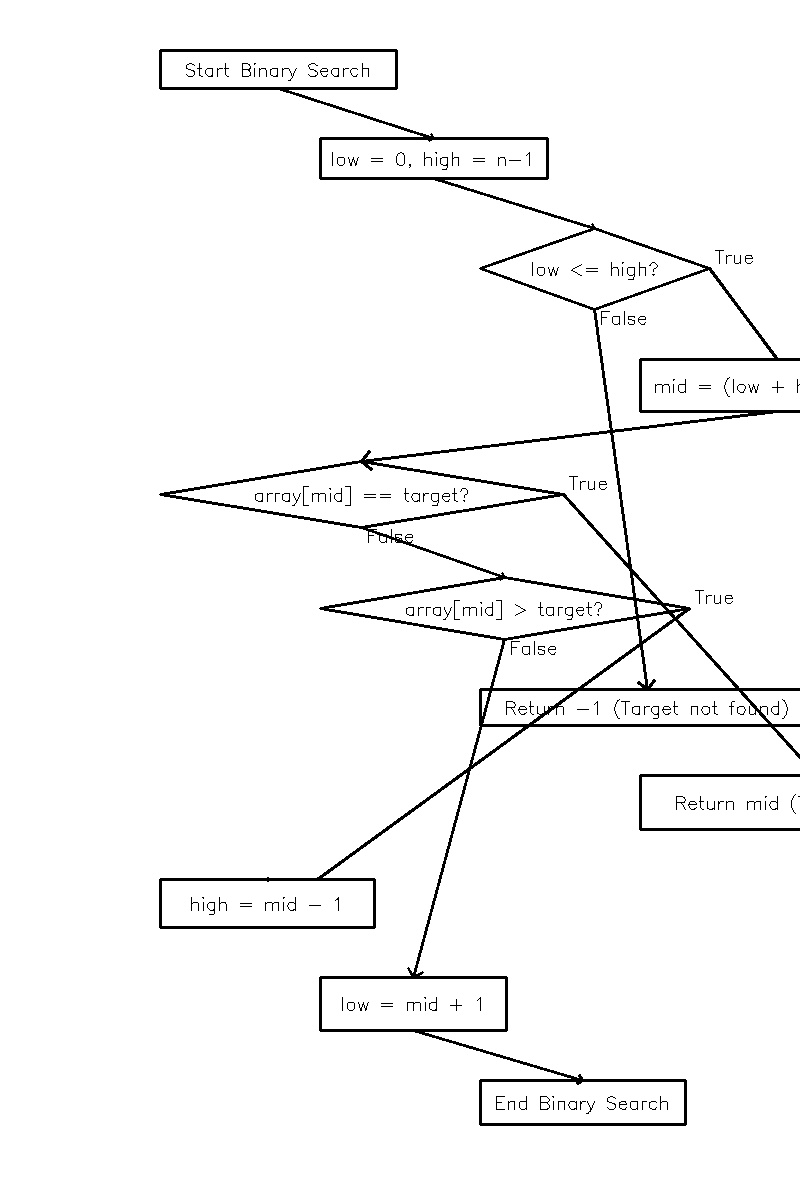 Start Binary Search
low = 0, high = n-1
low <= high?
True
False
mid = (low +
array[mid] == target?
True
False
array[mid] > target?
True
False
Return -1 (Target not found)
Return mid (
high = mid - 1
low = mid + 1
End Binary Search